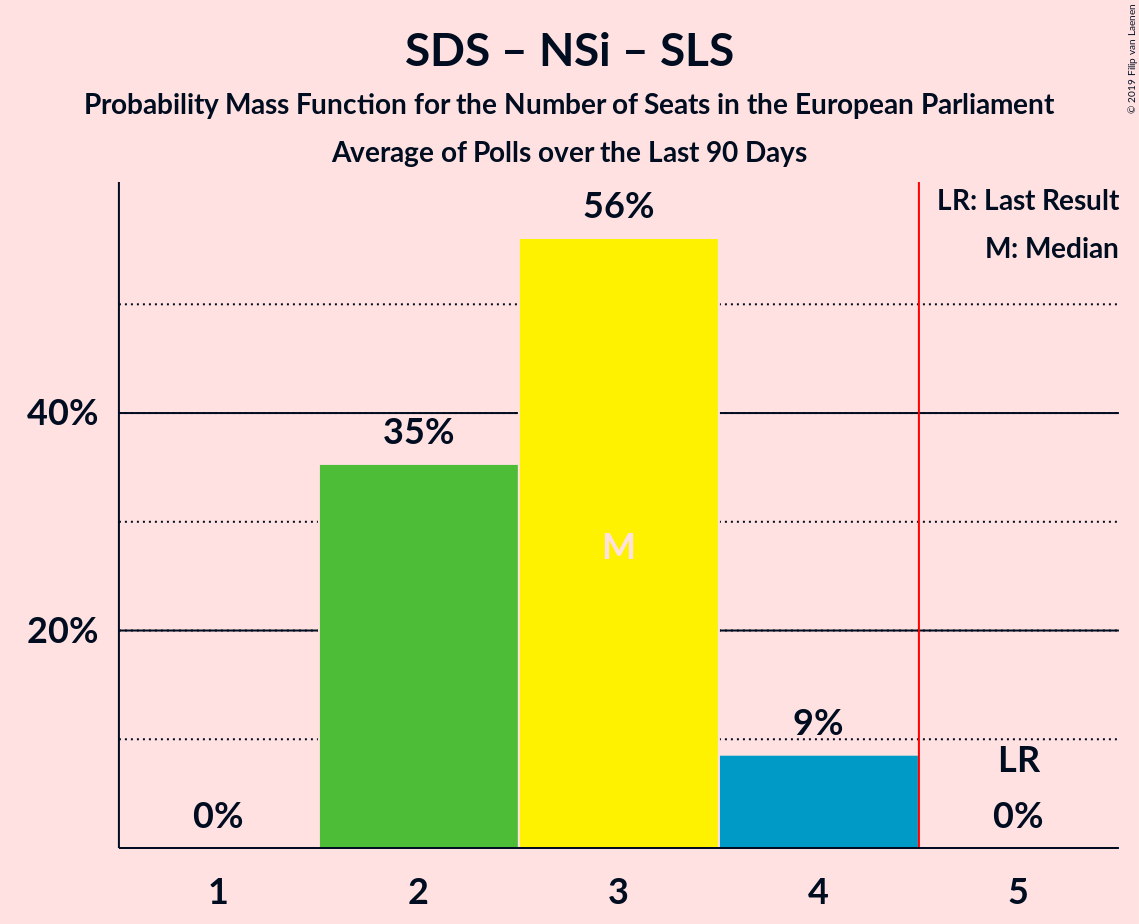 SDS – NSi – SLS
Probability Mass Function for the Number of Seats in the European Parliament
Average of Polls over the Last 90 Days
© 2019 Filip van Laenen
LR: Last Result
M: Median
56%
40%
35%
M
20%
9%
LR
0%
0%
1 2 3 4 5